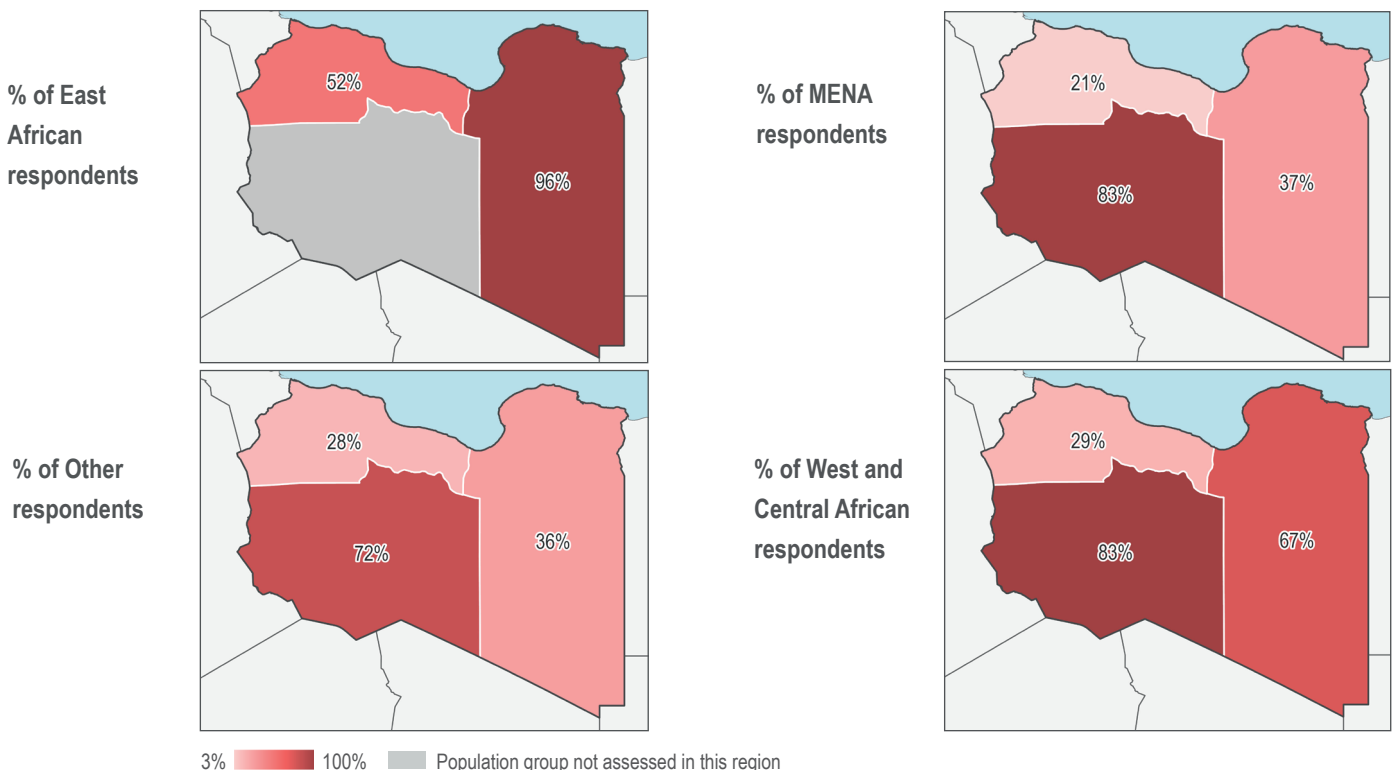 % of East
African
respondents
52%
96%
% of MENA
respondents
21%
83%
37%
% of Other
respondents
28%
72%
36%
% of West and
Central African
respondents
29%
83%
67%
3%
100%
Population group not assessed in this region